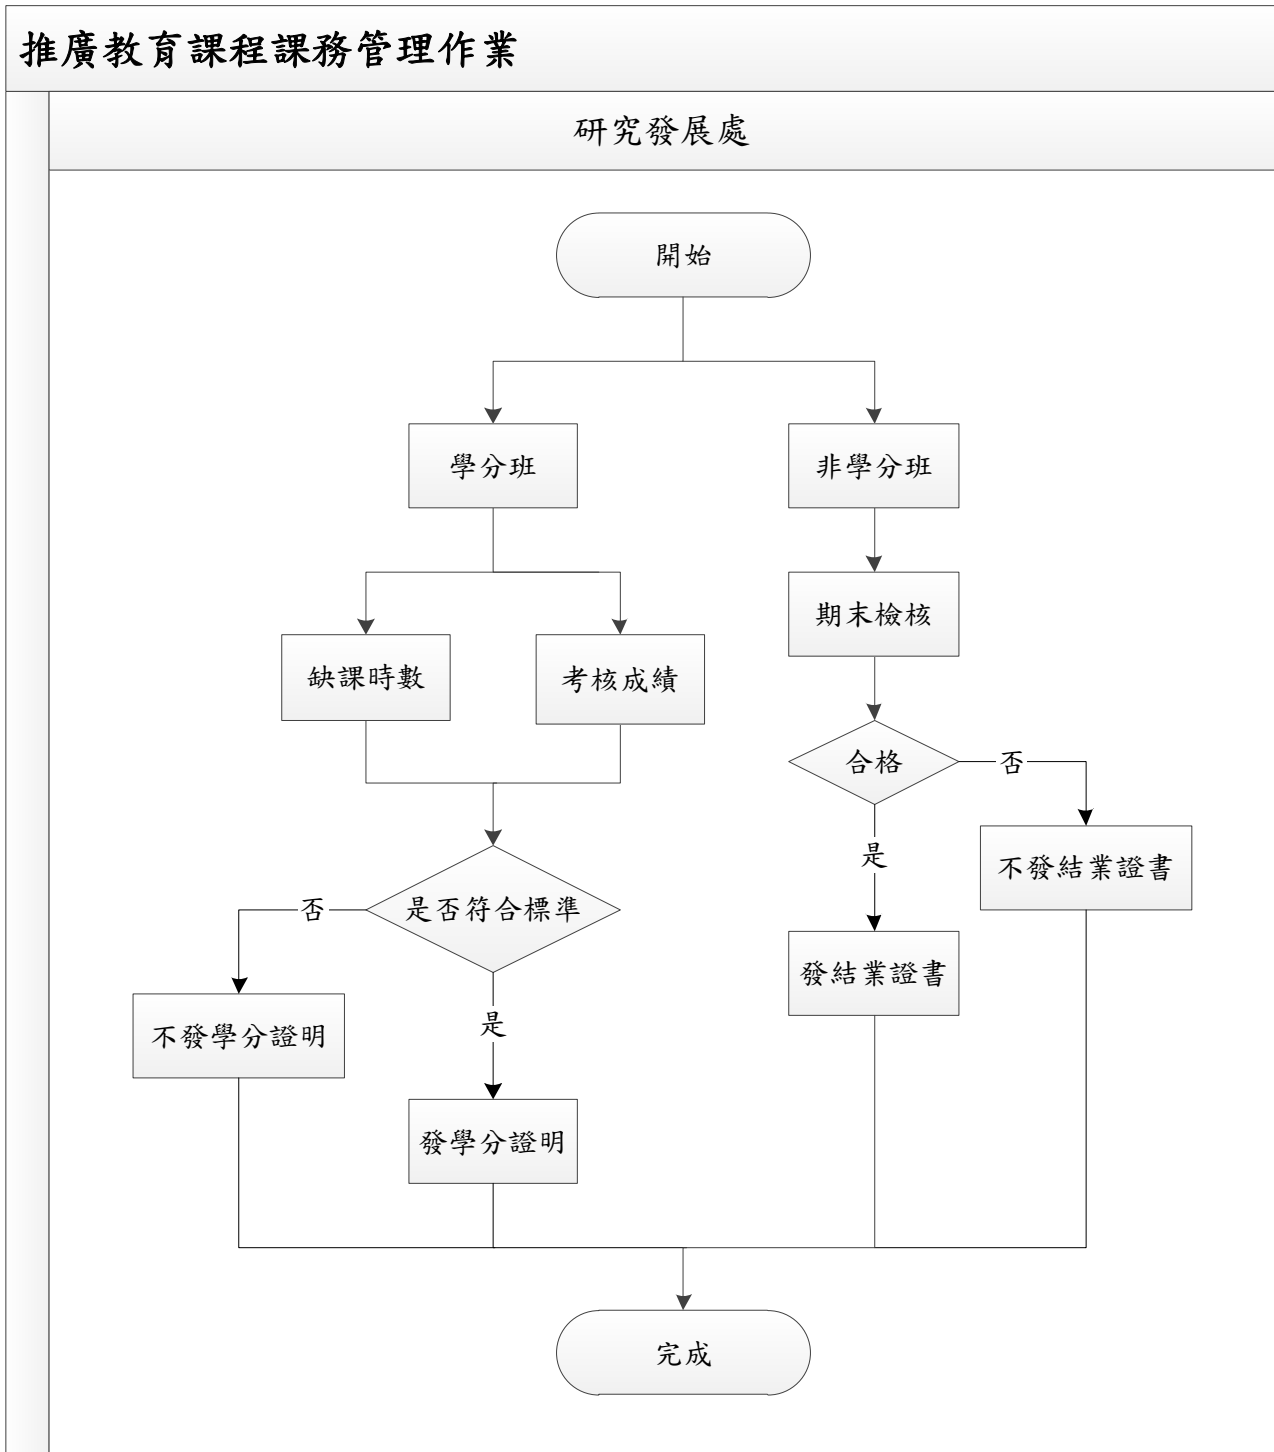 推廣教育課程課務管理作業
研究發展處
開始
學分班
非學分班
期末檢核
缺課時數
考核成績
合格
否
是
不發結業證書
是否符合標準
否
發結業證書
不發學分證明
是
發學分證明
完成